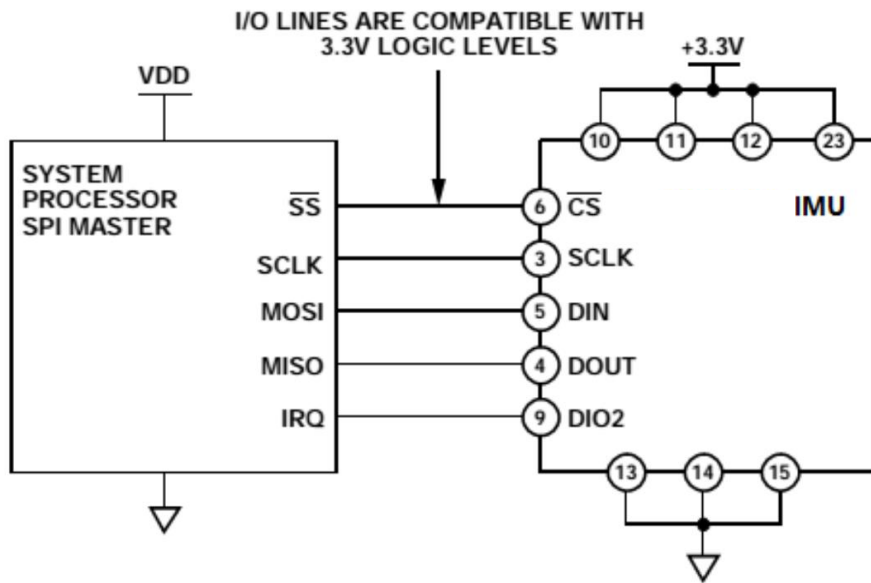 I/O LINES ARE COMPATIBLE WITH
3.3V LOGIC LEVELS
+3.3V
VDD
10
11
12
23
SYSTEM
PROCESSOR
SPI MASTER
IMU
SS
6
CS
SCLK
3
SCLK
MOSI
5
DIN
MISO
4
DOUT
IRQ
9
DIO2
13
14
15